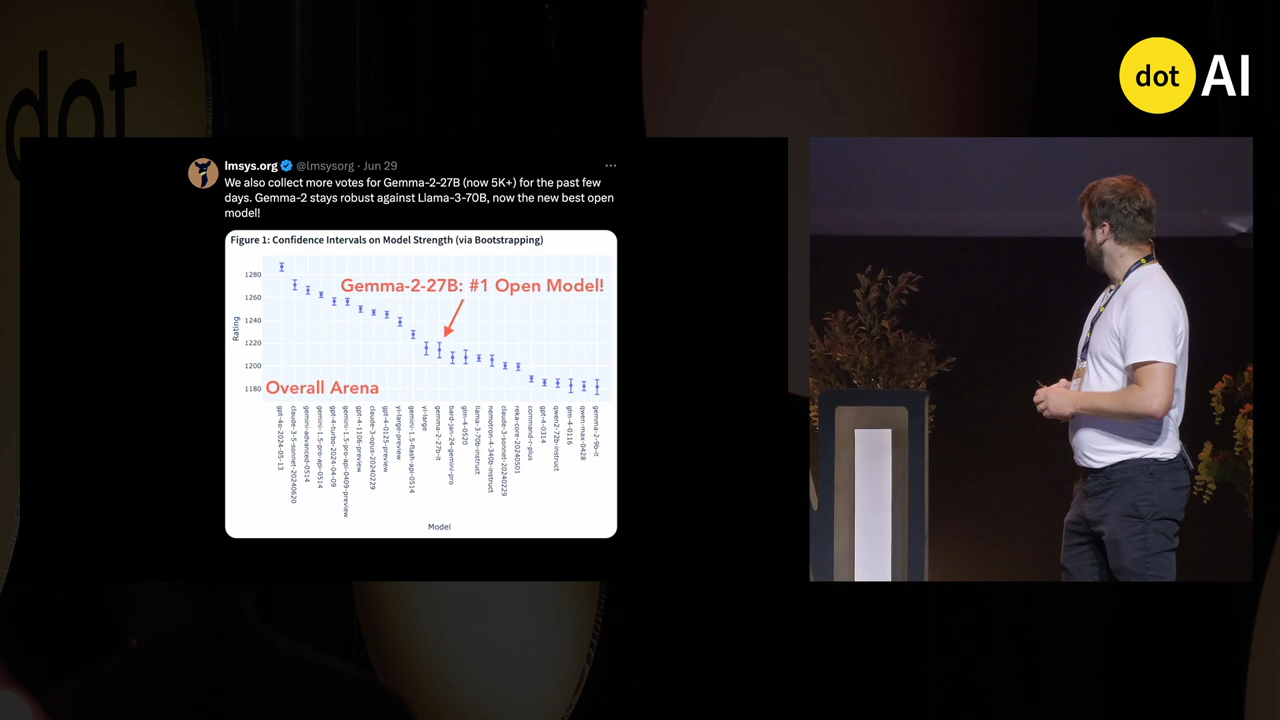 dot
dot AI
lmsys.org @lmsysorg · Jun 29
We also collect more votes for Gemma-2-27B (now 5K+) for the past few
days. Gemma-2 stays robust against Llama-3-70B, now the new best open
model!
Figure 1: Confidence Intervals on Model Strength (via Bootstrapping)
Gemma-2-27B: #1 Open Model!
Overall Arena
Rating
1280
1260
1240
1220
1200
1180
gpt-4o-2024-05-13
claude-3-5-sonnet-20240620
gemini-advanced-0514
gemini-1.5-pro-api-0514
gpt-4-turbo-2024-04-09
gemini-1.5-pro-api-0409-preview
gpt-4-1106-preview
claude-3-opus-20240229
gpt-4-0125-preview
yi-large-preview
gemini-1.5-flash-api-0514
yi-large
gemma-2-27b-it
bard-jan-24-gemini-pro
glm-4-0520
llama-3-70b-instruct
nemotron-4-340b-instruct
claude-3-sonnet-20240229
reka-core-20240501
command-r-plus
gpt-4-0314
qwen2-72b-instruct
glm-4-0116
qwen-max-0428
gemma-2-9b-it
Model